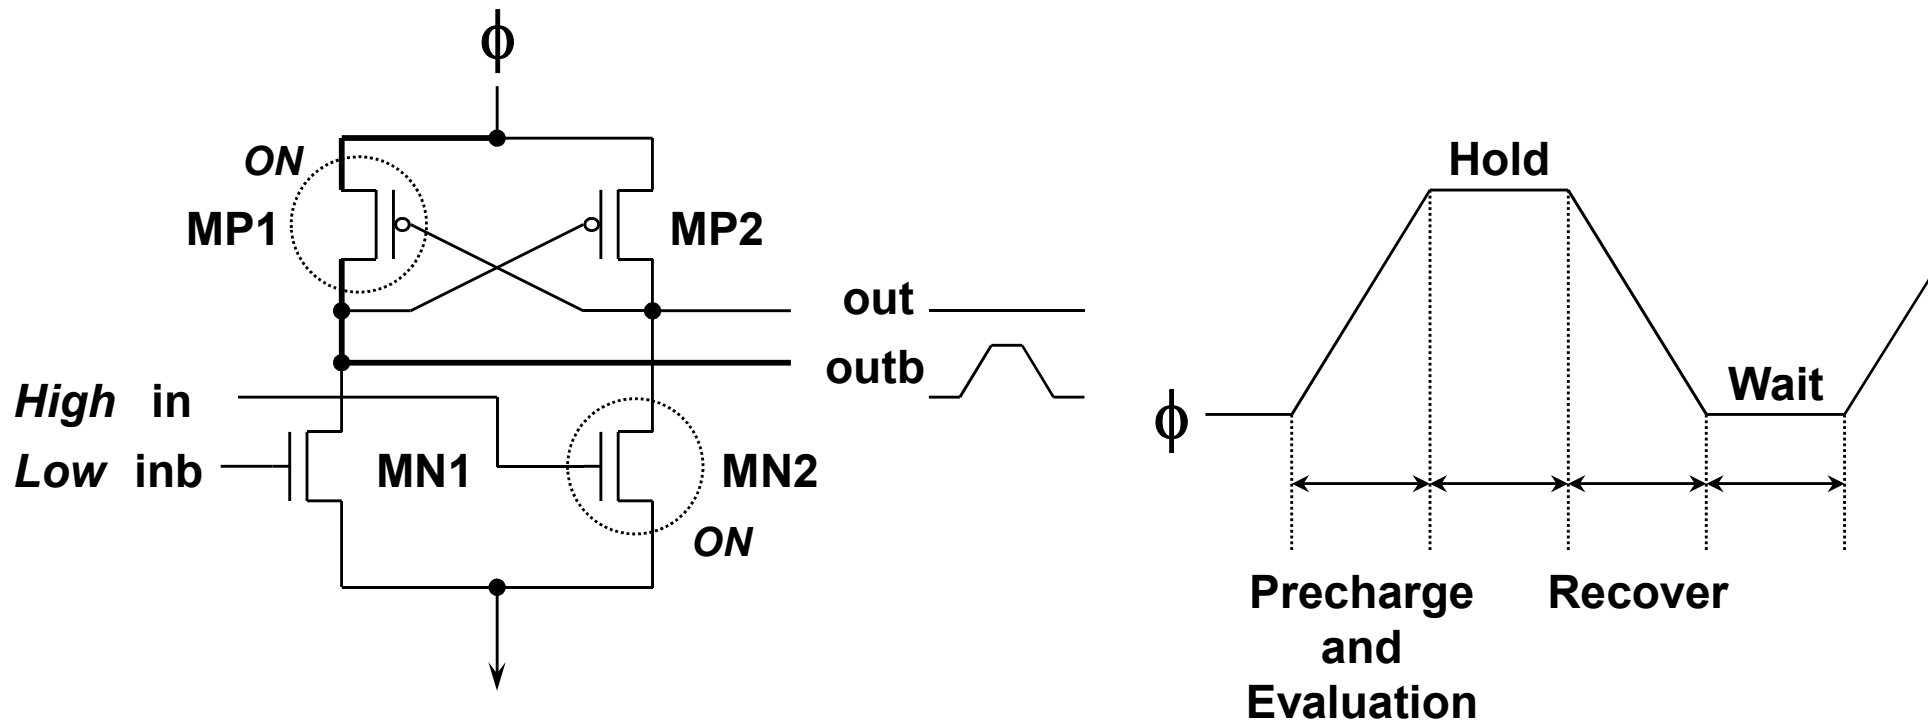 ϕ
ON
MP1
MP2
out
outb
High in
Low inb
MN1
MN2
ON
Hold
Wait
ϕ
Precharge
and
Evaluation
Recover